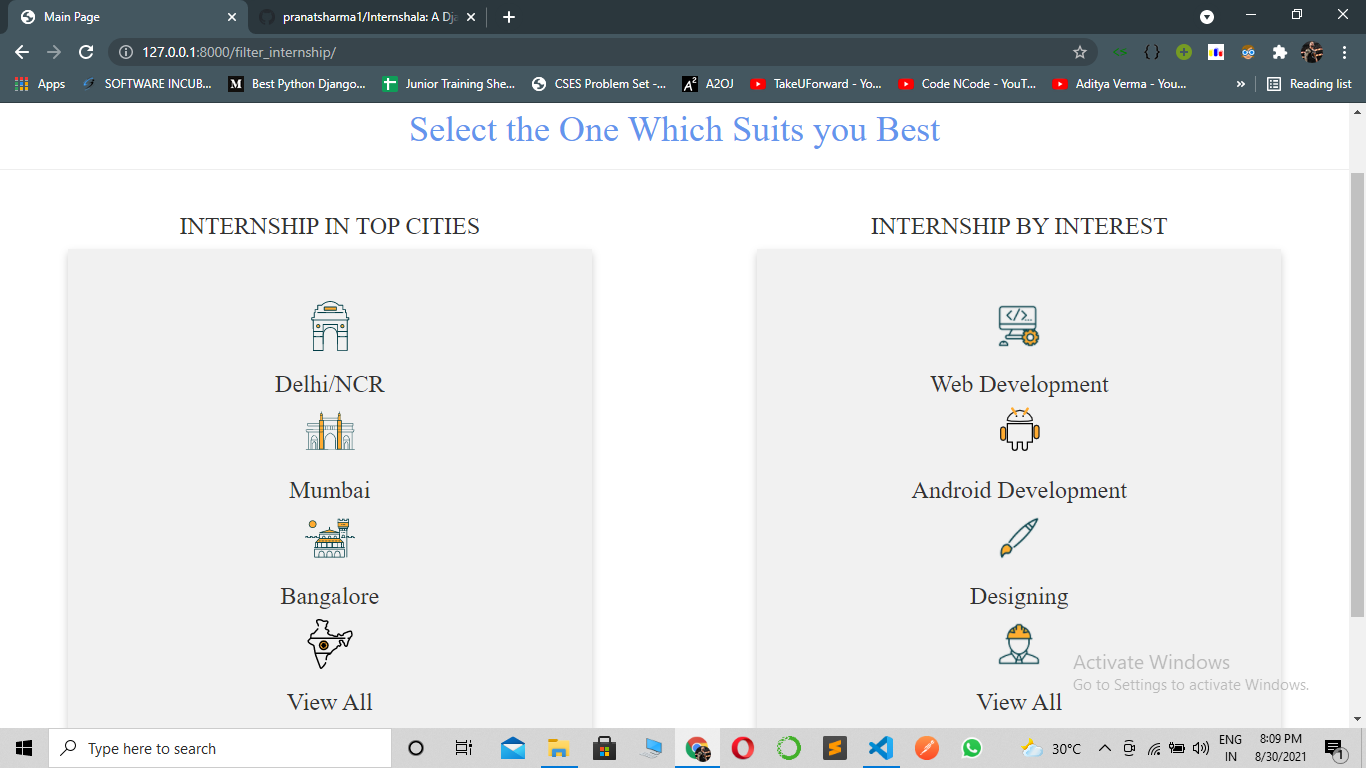 Main Page
pranatsharma1/Internshala: A Dja
127.0.0.1:8000/filter_internship/
Apps
SOFTWARE INCUB...
Best Python Django...
Junior Training She...
CSES Problem Set -...
A2OJ
TakeUForward - Yo...
Code NCode - YouT...
Aditya Verma - You...
»
Reading list
Select the One Which Suits you Best
INTERNSHIP IN TOP CITIES
INTERNSHIP BY INTEREST
Delhi/NCR
Web Development
Mumbai
Android Development
Bangalore
Designing
View All
View All
Activate Windows
Go to Settings to activate Windows.
Type here to search
30°C
ENG
IN
8:09 PM
8/30/2021
1